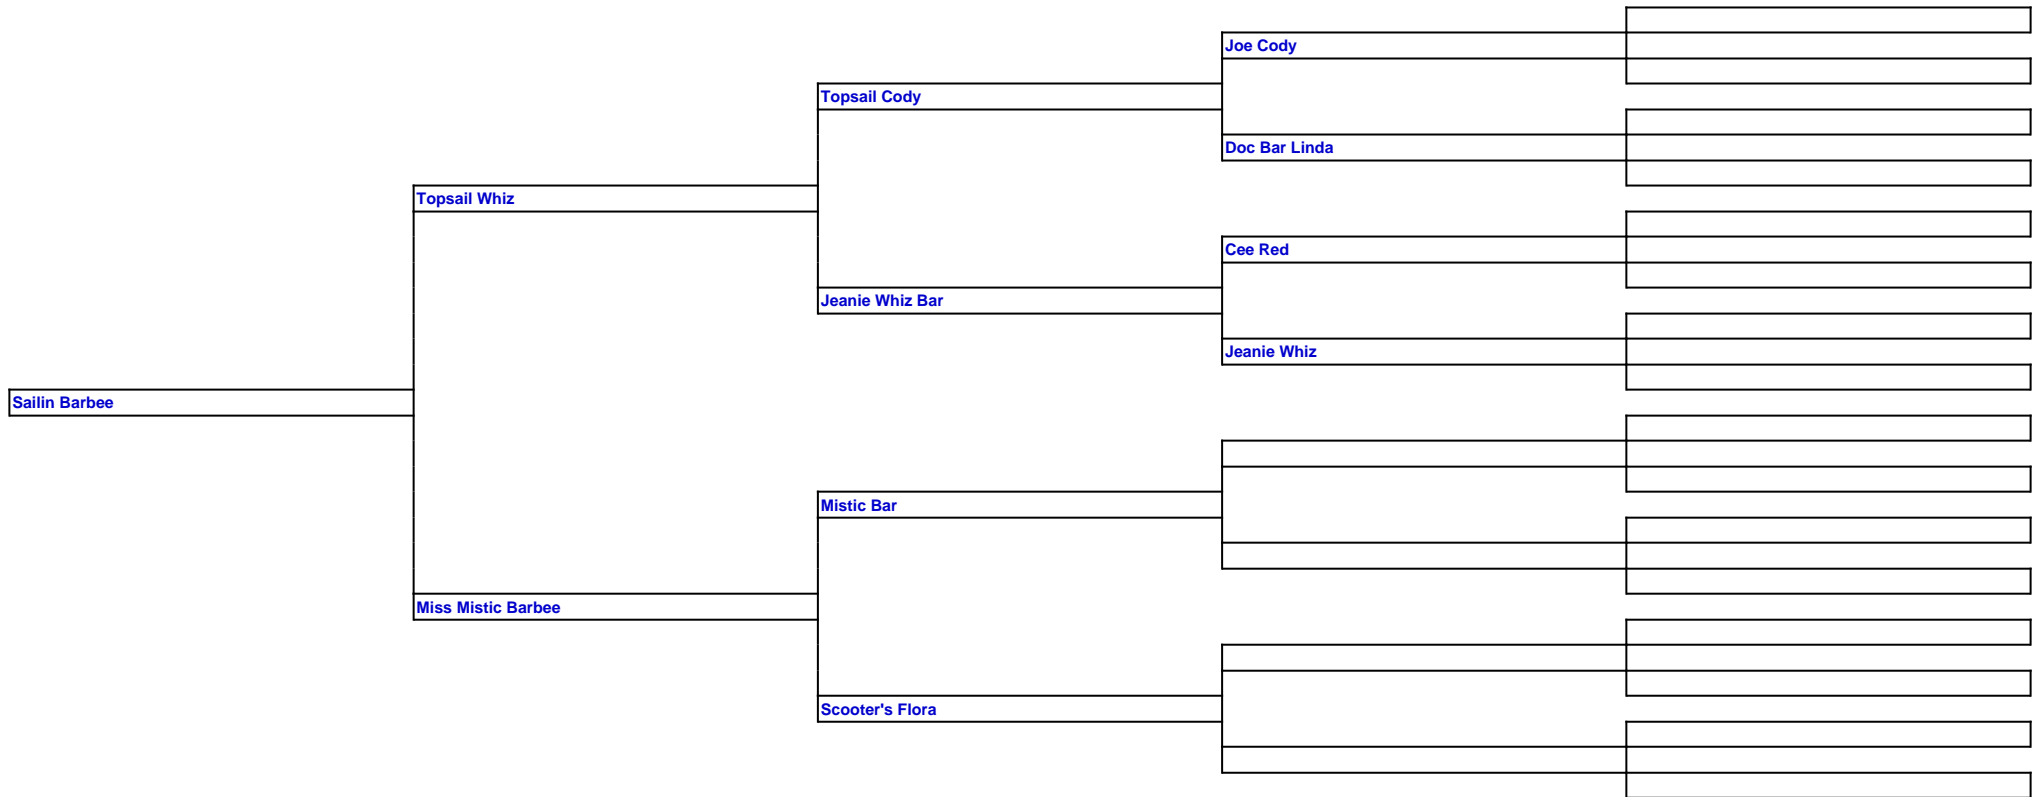 Joe Cody
Topsail Cody
Doc Bar Linda
Topsail Whiz
Cee Red
Jeanie Whiz Bar
Jeanie Whiz
Sailin Barbee
Mistic Bar
Miss Mistic Barbee
Scooter's Flora